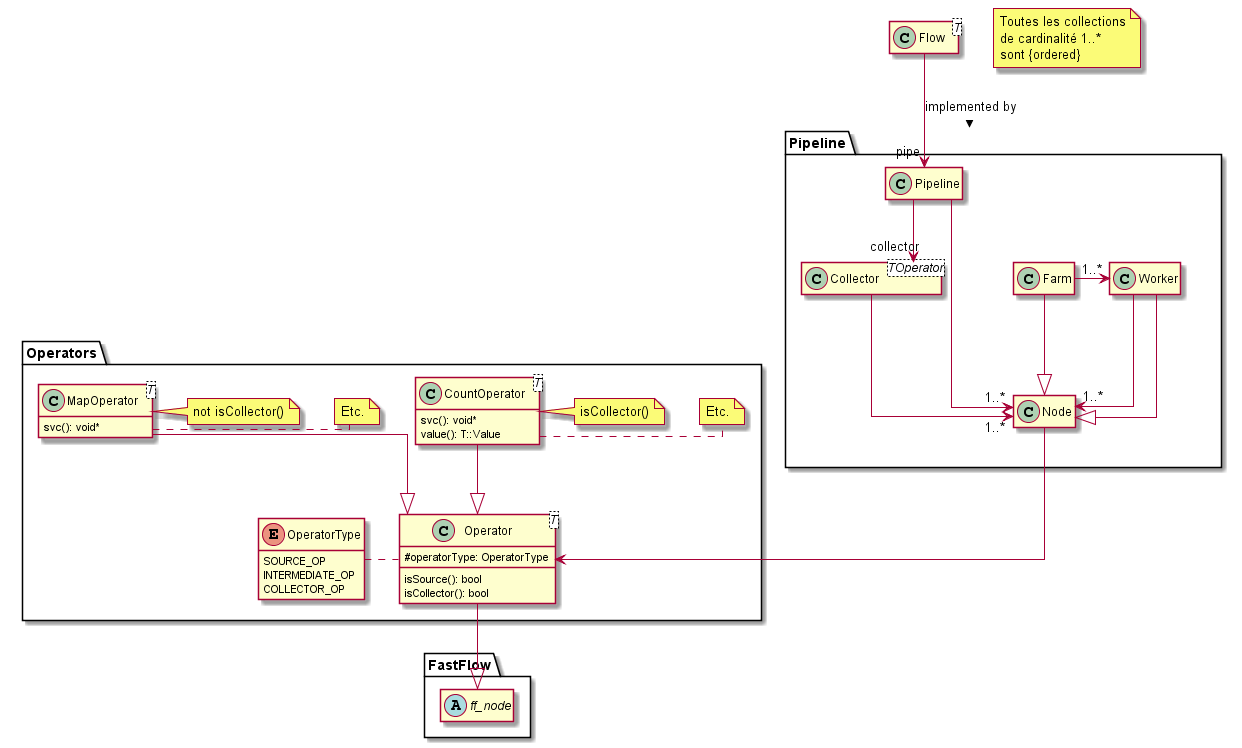 C Flow T
Toutes les collections
de cardinalité 1..*
sont {ordered}
implemented by
▼
pipe
Pipeline
C Pipeline
collector
C Collector TOperator
C Farm
1..*
C Worker
1..*
1..*
1..*
C Node
Operators
C MapOperator T
svc(): void*
not isCollector()
Etc.
C CountOperator T
svc(): void*
value(): T::Value
isCollector()
Etc.
E OperatorType
SOURCE_OP
INTERMEDIATE_OP
COLLECTOR_OP
C Operator T
#operatorType: OperatorType
isSource(): bool
isCollector(): bool
FastFlow
A ff_node